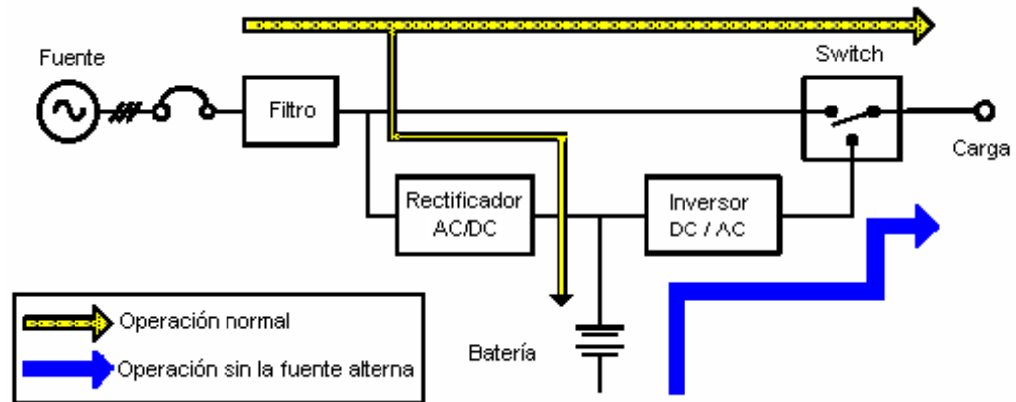 Fuente
Switch
Filtro
Carga
Rectificador
AC/DC
Inversor
DC / AC
Operación normal
Operación sin la fuente alterna
Batería